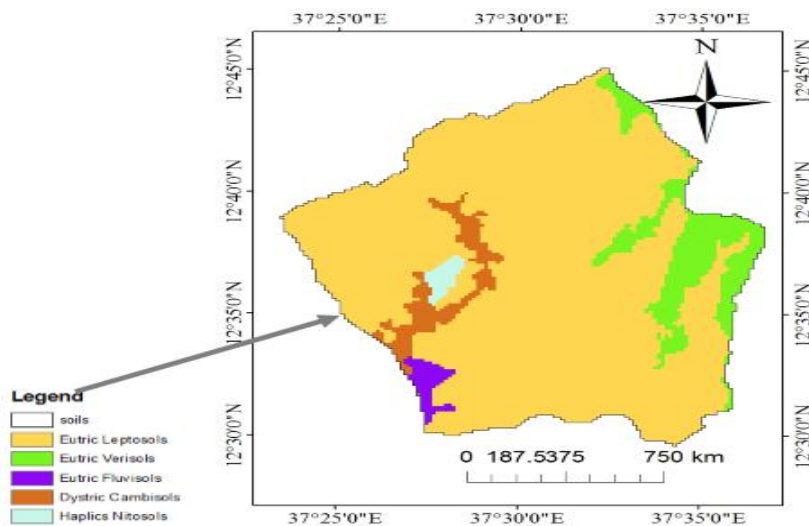 37°25'0"E 37°30'0"E 37°35'0"E
N
12°45'0"N 12°45'0"N
12°40'0"N 12°40'0"N
12°35'0"N 12°35'0"N
12°30'0"N 12°30'0"N
0 187.5375 750 km
37°25'0"E 37°30'0"E 37°35'0"E
Legend
soils
Eutric Leptosols
Eutric Verisols
Eutric Fluvisols
Dystric Cambisols
Haplics Nitosols